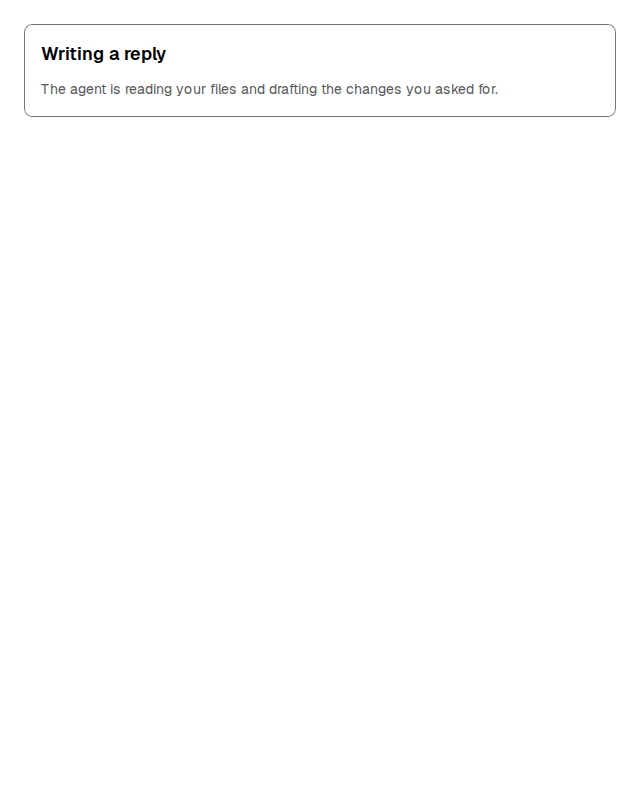 Writing a reply
The agent is reading your files and drafting the changes you asked for.